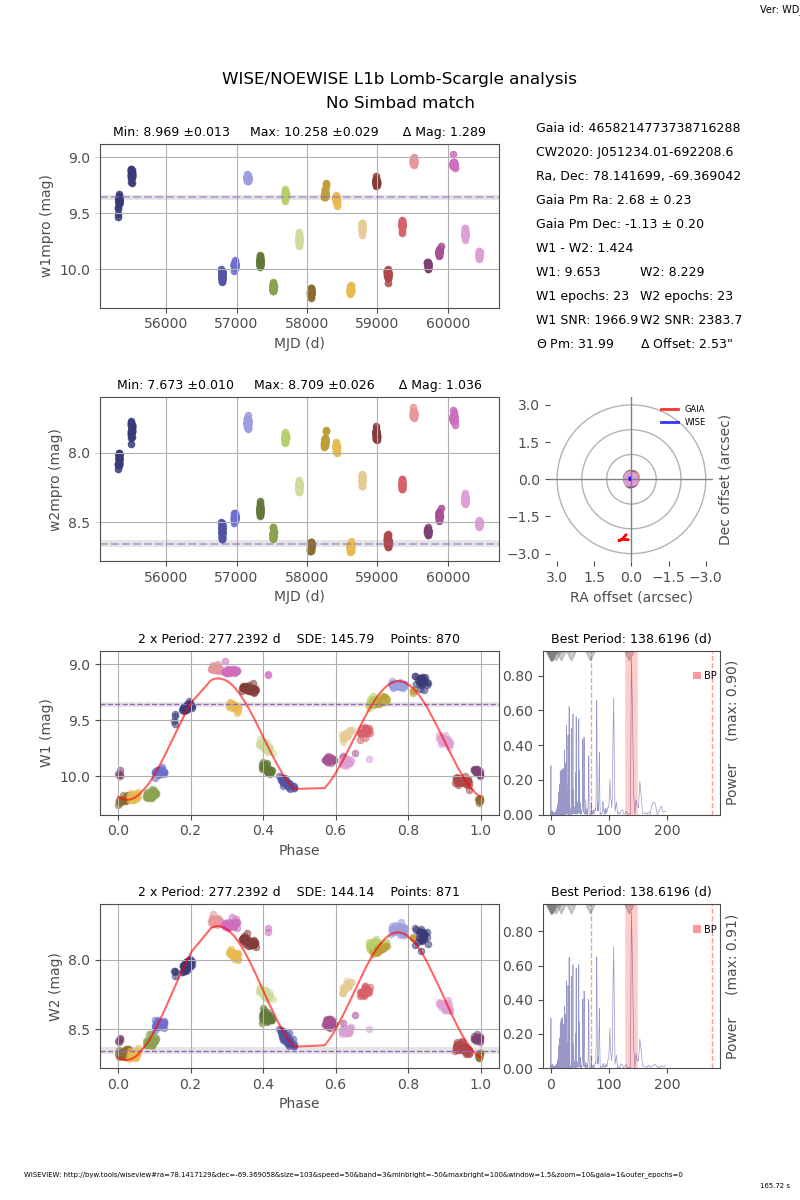 Ver: WD_
WISE/NOEWISE L1b Lomb-Scargle analysis
No Simbad match
Min: 8.969 ±0.013 Max: 10.258 ±0.029 Δ Mag: 1.289
9.0
9.5
10.0
w1mpro (mag)
56000 57000 58000 59000 60000
MJD (d)
Gaia id: 4658214773738716288
CW2020: J051234.01-692208.6
Ra, Dec: 78.141699, -69.369042
Gaia Pm Ra: 2.68 ± 0.23
Gaia Pm Dec: -1.13 ± 0.20
W1 - W2: 1.424
W1: 9.653 W2: 8.229
W1 epochs: 23 W2 epochs: 23
W1 SNR: 1966.9 W2 SNR: 2383.7
Θ Pm: 31.99 Δ Offset: 2.53"
Min: 7.673 ±0.010 Max: 8.709 ±0.026 Δ Mag: 1.036
8.0
8.5
w2mpro (mag)
56000 57000 58000 59000 60000
MJD (d)
GAIA
WISE
3.0
1.5
0.0
−1.5
−3.0
Dec offset (arcsec)
3.0 1.5 0.0 −1.5 −3.0
RA offset (arcsec)
2 x Period: 277.2392 d SDE: 145.79 Points: 870
9.0
9.5
10.0
W1 (mag)
0.0 0.2 0.4 0.6 0.8 1.0
Phase
Best Period: 138.6196 (d)
BP
0.80
0.60
0.40
0.20
0.00
Power (max: 0.90)
0 100 200
2 x Period: 277.2392 d SDE: 144.14 Points: 871
8.0
8.5
W2 (mag)
0.0 0.2 0.4 0.6 0.8 1.0
Phase
Best Period: 138.6196 (d)
BP
0.80
0.60
0.40
0.20
0.00
Power (max: 0.91)
0 100 200
WISEVIEW: http://byw.tools/wiseview#ra=78.1417129&dec=-69.369058&size=103&speed=50&band=3&minbright=-50&maxbright=100&window=1.5&zoom=10&gaia=1&outer_epochs=0
165.72 s